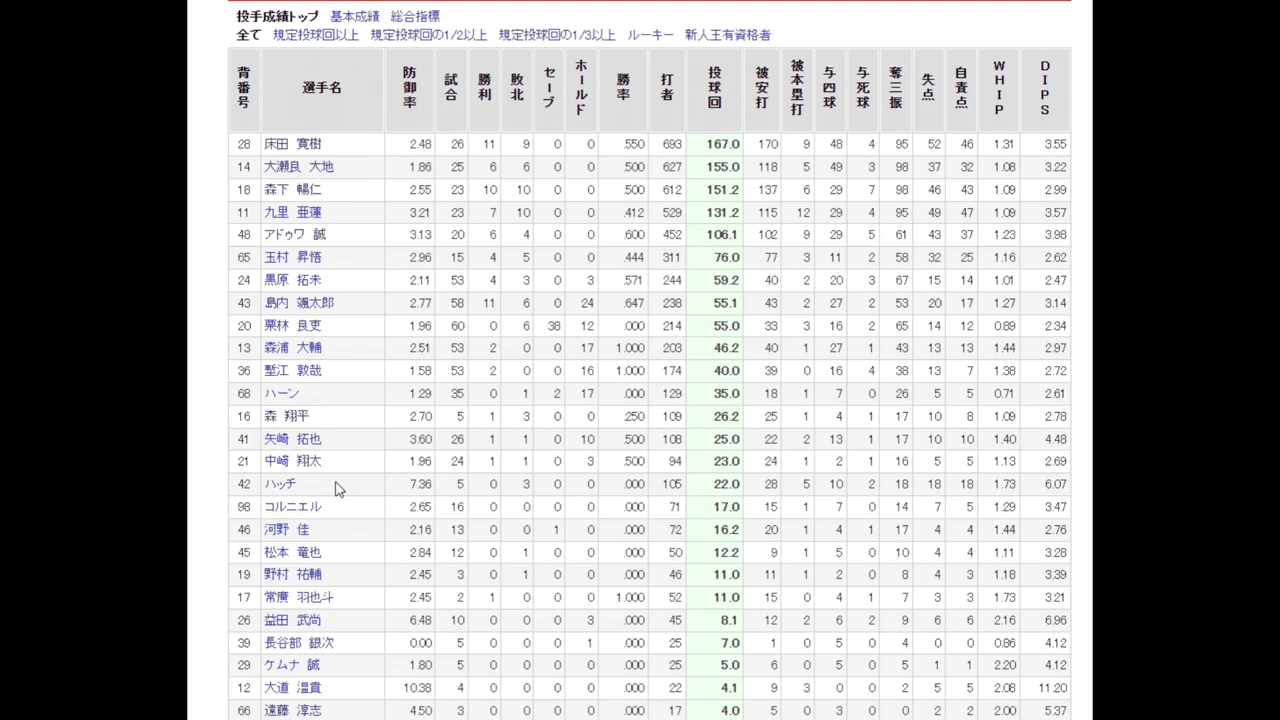 投手成績トップ 基本成績 総合指標
全て 規定投球回以上 規定投球回の1/2以上 規定投球回の1/3以上 ルーキー 新人王有資格者
背番号 選手名 防御率 試合 勝利 敗北 セーブ ホールド 勝率 打者 投球回 被安打 被本塁打 与四球 与死球 奪三振 失点 自責点 WHIP DIPS
28 床田 寛樹 2.48 26 11 9 0 0 .550 693 167.0 170 9 48 4 95 52 46 1.31 3.55
14 大瀬良 大地 1.86 25 6 6 0 0 .500 627 155.0 118 5 49 3 98 37 32 1.08 3.22
18 森下 暢仁 2.55 23 10 10 0 0 .500 612 151.2 137 6 29 7 98 46 43 1.09 2.99
11 九里 亜蓮 3.21 23 7 10 0 0 .412 529 131.2 115 12 29 4 95 49 47 1.09 3.57
48 アドゥワ 誠 3.13 20 6 4 0 0 .600 452 106.1 102 9 29 5 61 43 37 1.23 3.98
65 玉村 昇悟 2.96 15 4 5 0 0 .444 311 76.0 77 3 11 2 58 32 25 1.16 2.62
24 黒原 拓未 2.11 53 4 3 0 3 .571 244 59.2 40 2 20 3 67 15 14 1.01 2.47
43 島内 颯太郎 2.77 58 11 6 0 24 .647 238 55.1 43 2 27 2 53 20 17 1.27 3.14
20 栗林 良吏 1.96 60 0 6 38 12 .000 214 55.0 33 3 16 2 65 14 12 0.89 2.34
13 森浦 大輔 2.51 53 2 0 0 17 1.000 203 46.2 40 1 27 1 43 13 13 1.44 2.97
36 塹江 敦哉 1.58 53 2 0 0 16 1.000 174 40.0 39 0 16 4 38 13 7 1.38 2.72
68 ハーン 1.29 35 0 1 2 17 .000 129 35.0 18 1 7 0 26 5 5 0.71 2.61
16 森 翔平 2.70 5 1 3 0 0 .250 109 26.2 25 1 4 1 17 10 8 1.09 2.78
41 矢崎 拓也 3.60 26 1 1 0 10 .500 108 25.0 22 2 13 1 17 10 10 1.40 4.48
21 中崎 翔太 1.96 24 1 1 0 3 .500 94 23.0 24 1 2 1 16 5 5 1.13 2.69
42 ハッチ 7.36 5 0 3 0 0 .000 105 22.0 28 5 10 2 18 18 18 1.73 6.07
98 コルニエル 2.65 16 0 0 0 0 .000 71 17.0 15 1 7 0 14 7 5 1.29 3.47
46 河野 佳 2.16 13 0 0 1 0 .000 72 16.2 20 1 4 1 17 4 4 1.44 2.76
45 松本 竜也 2.84 12 0 1 0 0 .000 50 12.2 9 1 5 0 10 4 4 1.11 3.28
19 野村 祐輔 2.45 3 0 1 0 0 .000 46 11.0 11 1 2 0 8 4 3 1.18 3.39
17 常廣 羽也斗 2.45 2 1 0 0 0 1.000 52 11.0 15 0 4 1 7 3 3 1.73 3.21
26 益田 武尚 6.48 10 0 0 0 3 .000 45 8.1 12 2 6 2 9 6 6 2.16 6.96
39 長谷部 銀次 0.00 5 0 0 0 1 .000 25 7.0 1 0 5 0 4 0 0 0.86 4.12
29 ケムナ 誠 1.80 5 0 0 0 0 .000 25 5.0 6 0 5 0 5 1 1 2.20 4.12
12 大道 温貴 10.38 4 0 0 0 0 .000 22 4.1 9 3 0 0 2 5 5 2.08 11.20
66 遠藤 淳志 4.50 3 0 0 0 0 .000 17 4.0 5 0 3 0 0 2 2 2.00 5.37